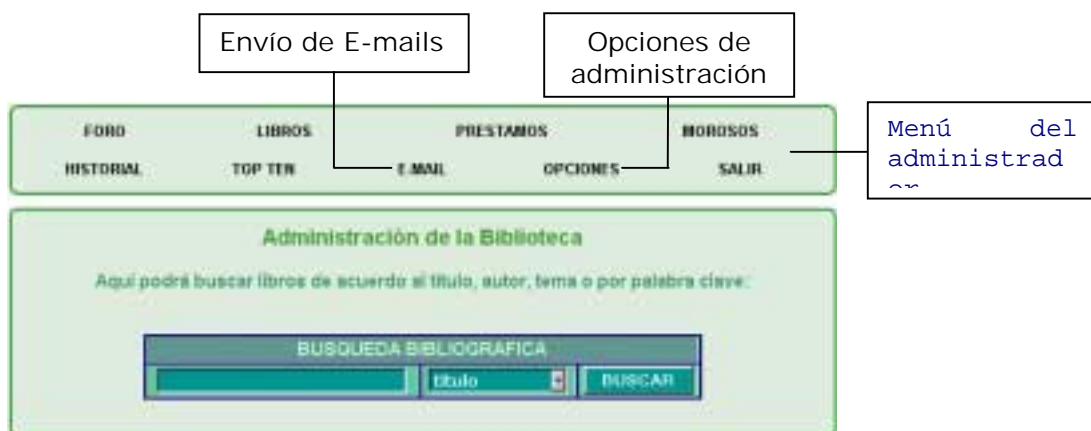 Envío de E-mails
Opciones de
administración
FORO LIBROS PRESTAMOS MOROSOS
HISTORIAL TOP TEN E.MAIL OPCIONES SALIR
Menú del
administrad
or
Administración de la Biblioteca
Aquí podrá buscar libros de acuerdo al título, autor, tema o por palabra clave:
BUSQUEDA BIBLIOGRAFICA
título BUSCAR